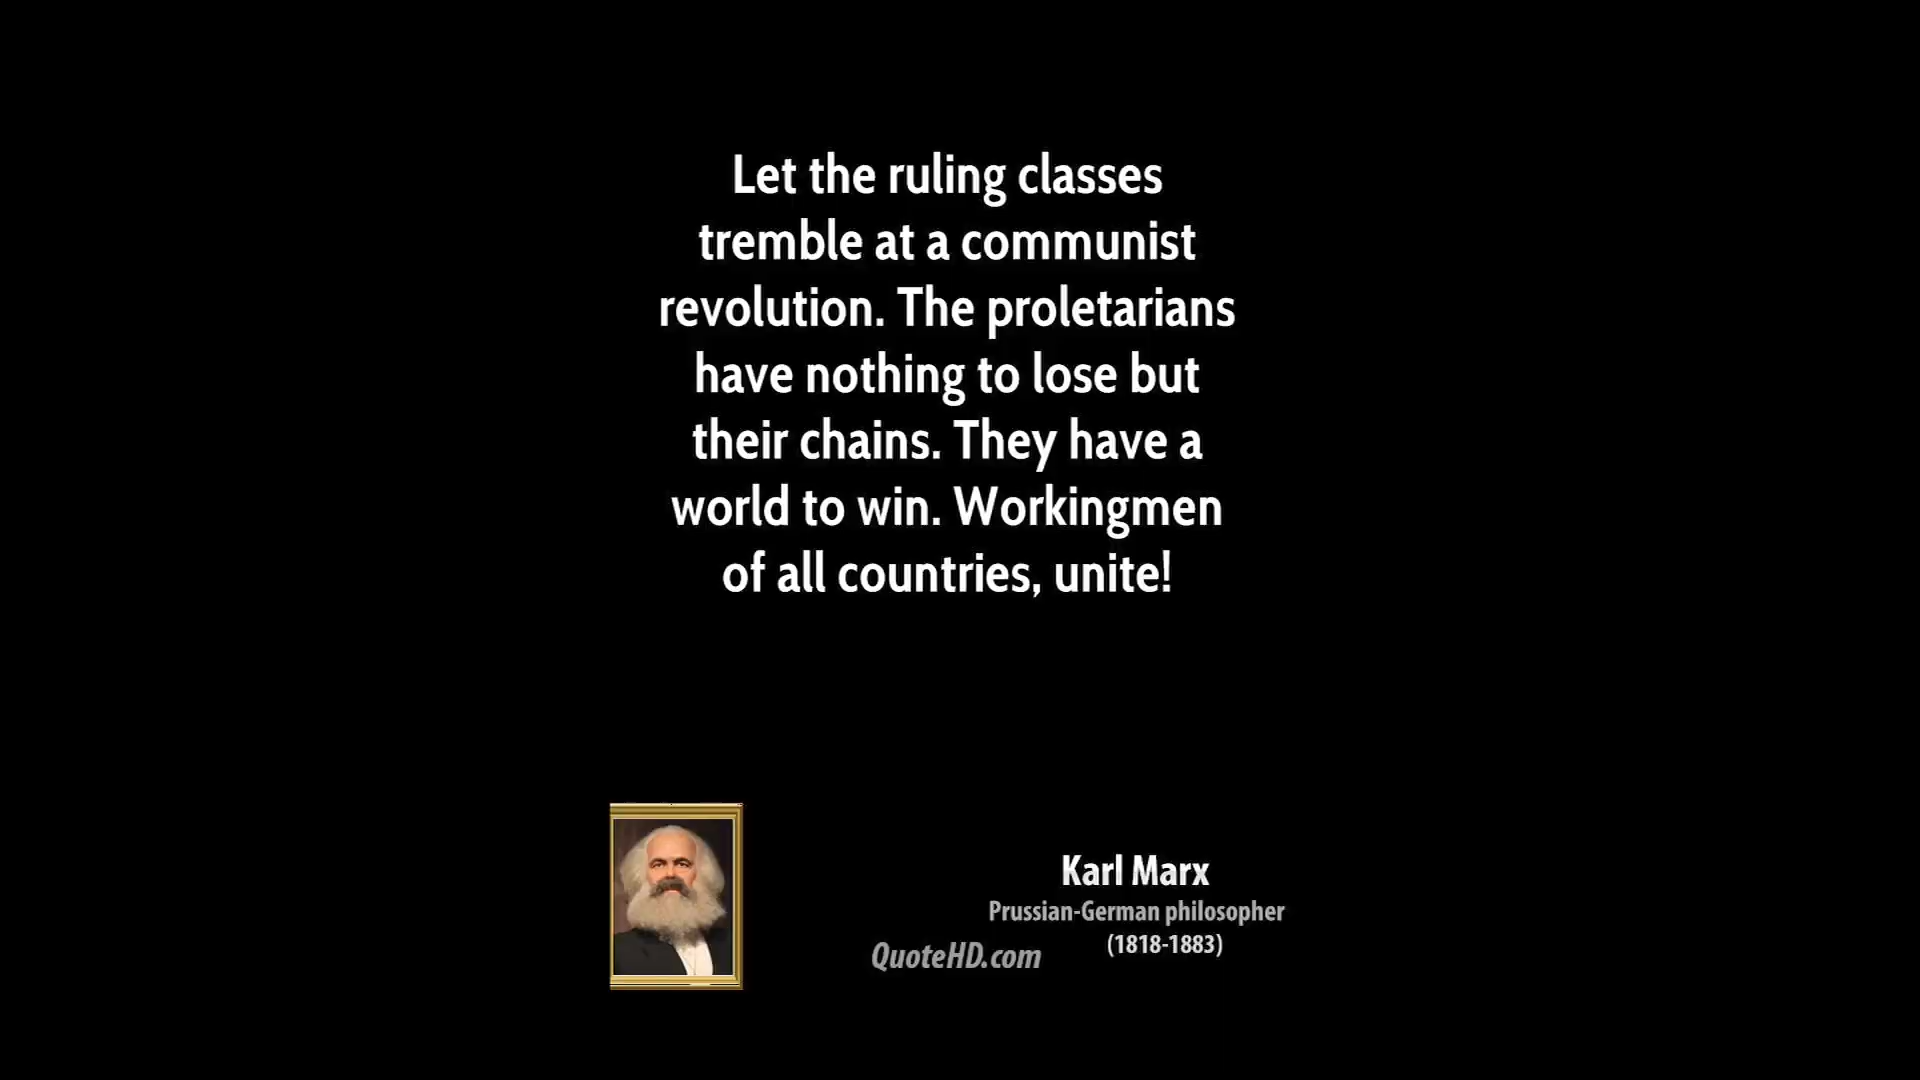 Let the ruling classes
tremble at a communist
revolution. The proletarians
have nothing to lose but
their chains. They have a
world to win. Workingmen
of all countries, unite!
Karl Marx
Prussian-German philosopher
(1818-1883)
QuoteHD.com